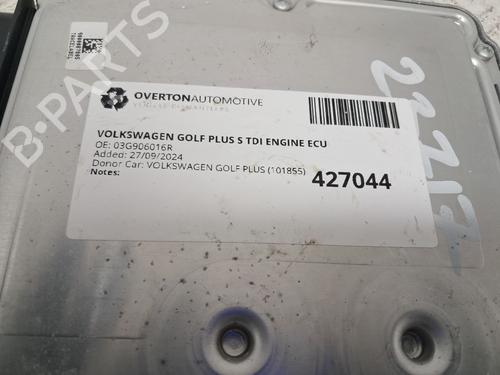 B-PARTS
OVERTONAUTOMOTIVE
VOLKSWAGEN GOLF PLUS S TDI ENGINE ECU
OE: 03G906016R
Added: 27/09/2024
Donor Car: VOLKSWAGEN GOLF PLUS (101855)
Notes:
427044
22217